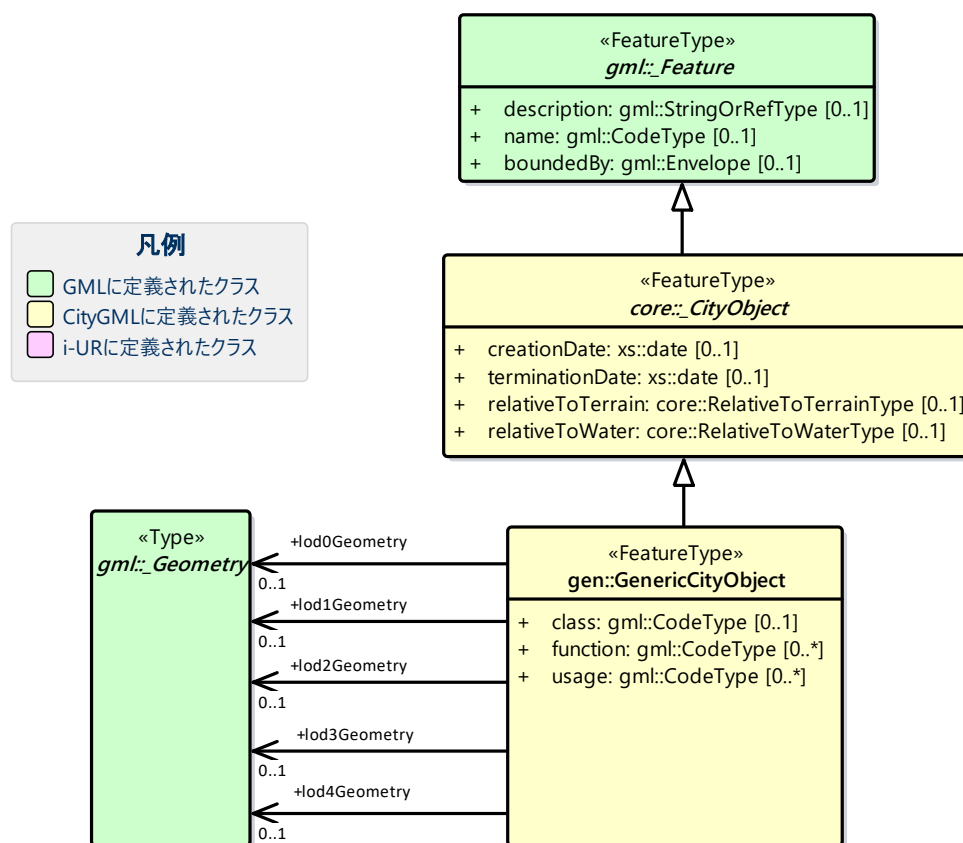 «FeatureType»
gml::_Feature
+ description: gml::StringOrRefType [0..1]
+ name: gml::CodeType [0..1]
+ boundedBy: gml::Envelope [0..1]
凡例
GMLに定義されたクラス
CityGMLに定義されたクラス
i-URに定義されたクラス
«FeatureType»
core::_CityObject
+ creationDate: xs::date [0..1]
+ terminationDate: xs::date [0..1]
+ relativeToTerrain: core::RelativeToTerrainType [0..1]
+ relativeToWater: core::RelativeToWaterType [0..1]
«Type»
gml::_Geometry
+lod0Geometry
0..1
+lod1Geometry
0..1
+lod2Geometry
0..1
+lod3Geometry
0..1
+lod4Geometry
0..1
«FeatureType»
gen::GenericCityObject
+ class: gml::CodeType [0..1]
+ function: gml::CodeType [0..*]
+ usage: gml::CodeType [0..*]